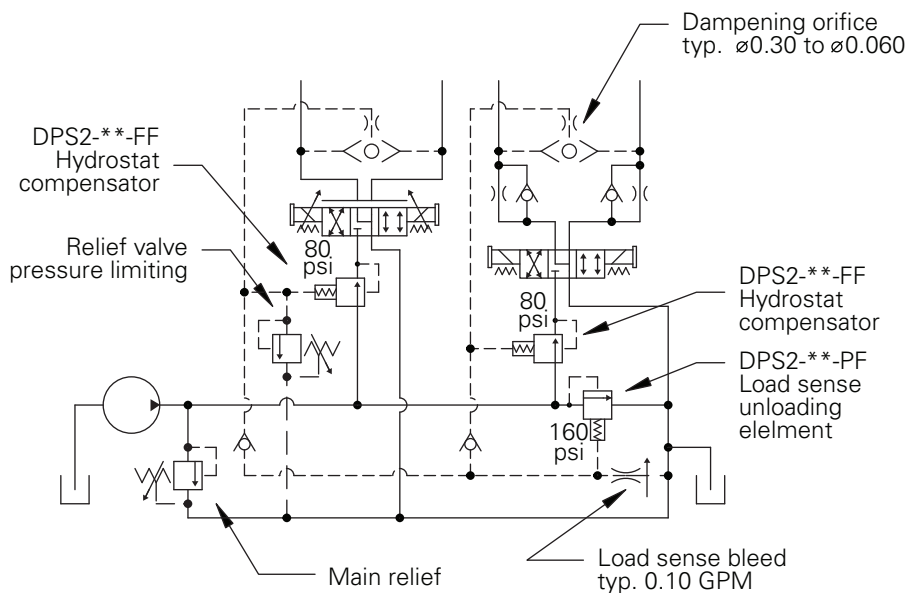 Dampening orifice
typ. ⌀0.30 to ⌀0.060
DPS2-**-FF
Hydrostat
compensator
Relief valve
pressure limiting
80
psi
80
psi
DPS2-**-FF
Hydrostat
compensator
DPS2-**-PF
Load sense
unloading
elelment
160
psi
Main relief
Load sense bleed
typ. 0.10 GPM